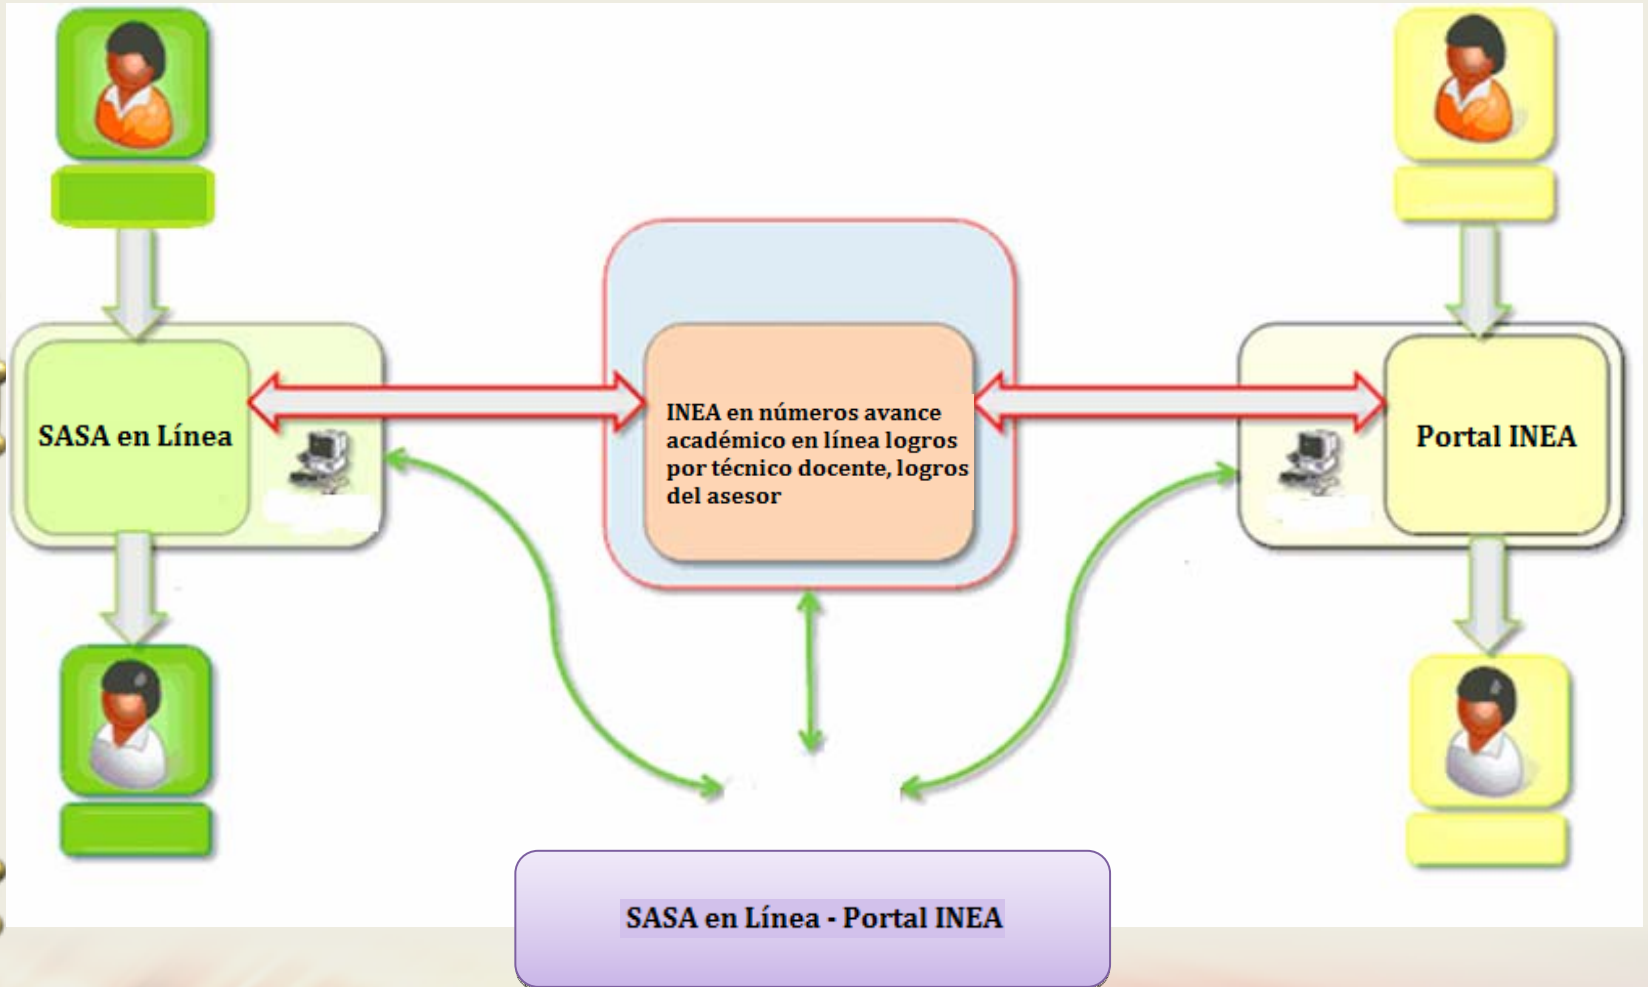 SASA en Línea
INEA en números avance
académico en línea logros
por técnico docente, logros
del asesor
Portal INEA
SASA en Línea - Portal INEA